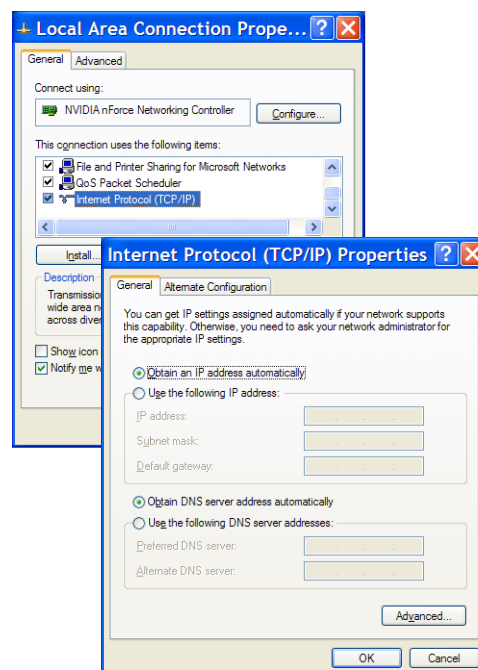 Local Area Connection Prope...
General Advanced
Connect using:
NVIDIA nForce Networking Controller Configure...
This connection uses the following items:
File and Printer Sharing for Microsoft Networks
QoS Packet Scheduler
Internet Protocol (TCP/IP)
Install...
Description
Transmission
wide area n
across diver
Show icon
Notify me w
Internet Protocol (TCP/IP) Properties
General Alternate Configuration
You can get IP settings assigned automatically if your network supports
this capability. Otherwise, you need to ask your network administrator for
the appropriate IP settings.
Obtain an IP address automatically
Use the following IP address:
IP address:
Subnet mask:
Default gateway:
Obtain DNS server address automatically
Use the following DNS server addresses:
Preferred DNS server:
Alternate DNS server:
Advanced...
OK Cancel